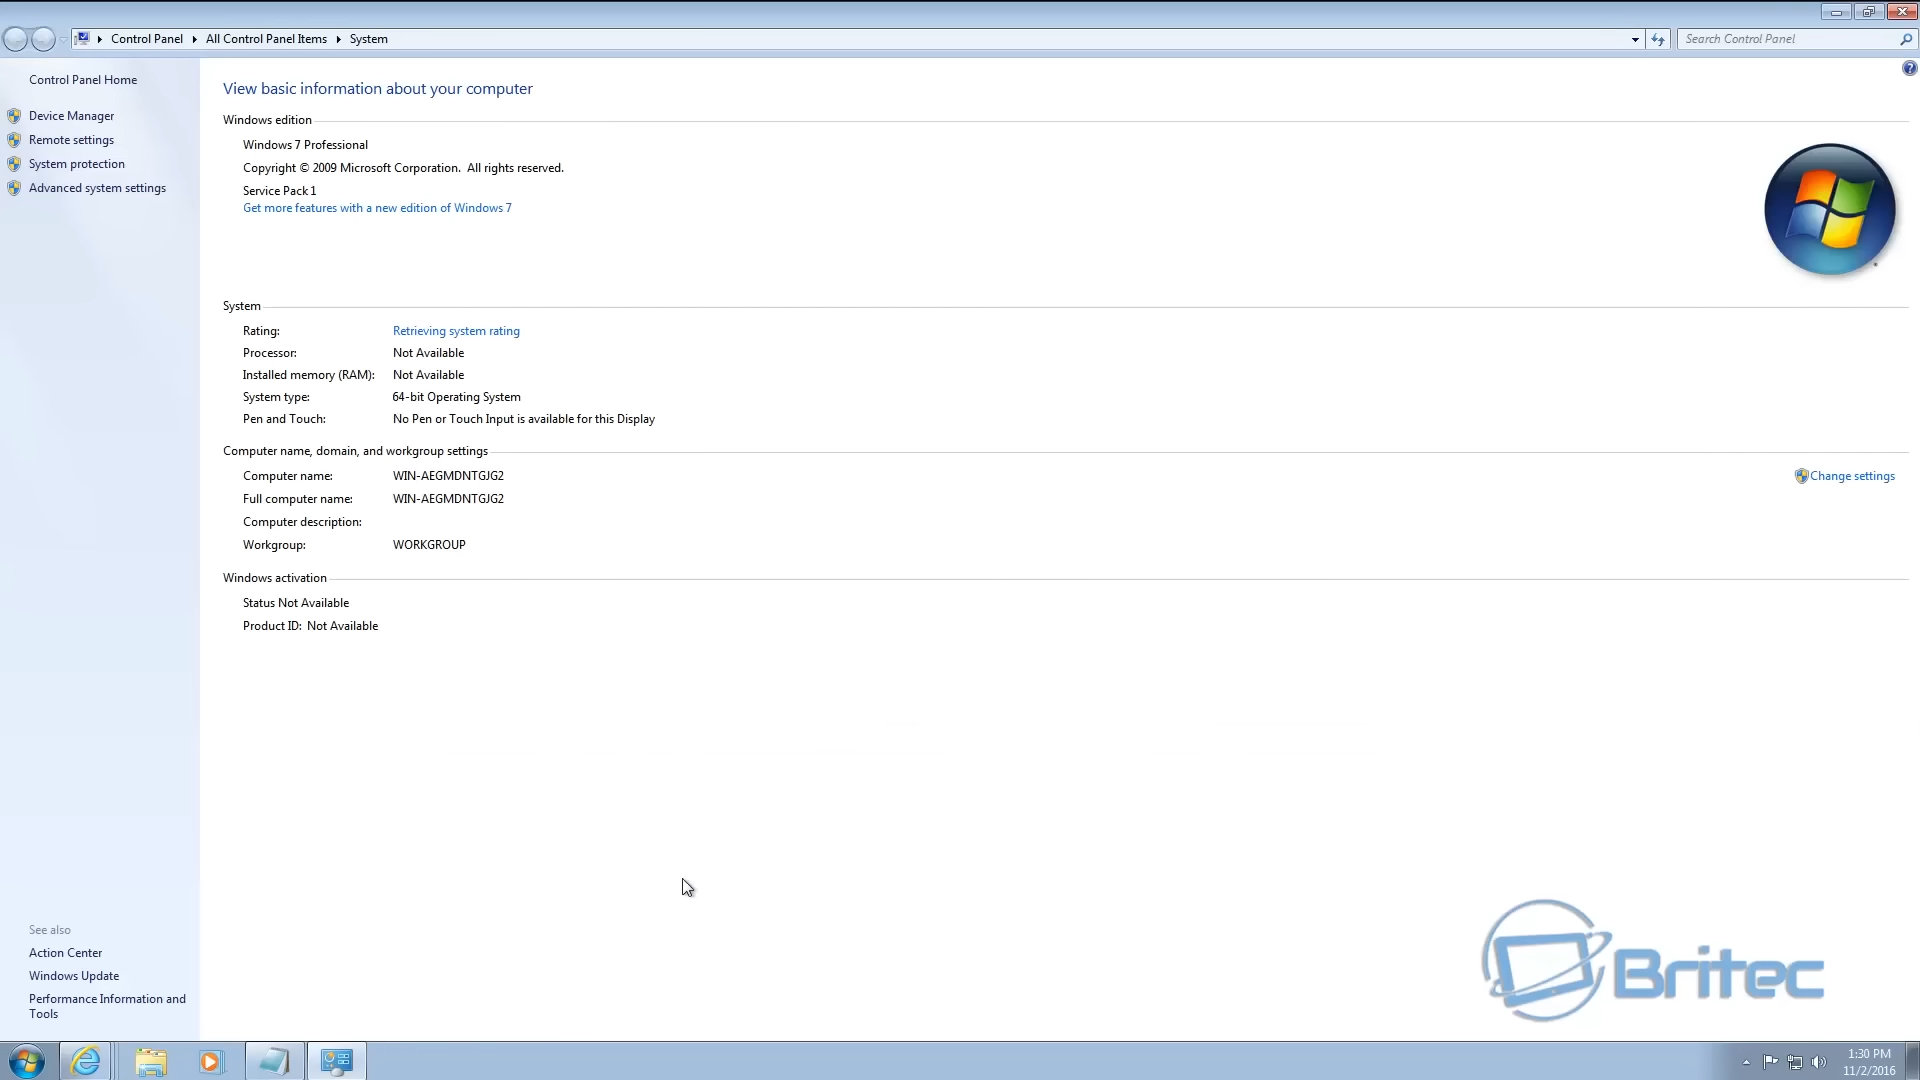 Control Panel ▸ All Control Panel Items ▸ System
Search Control Panel
Control Panel Home
Device Manager
Remote settings
System protection
Advanced system settings
View basic information about your computer
Windows edition
Windows 7 Professional
Copyright © 2009 Microsoft Corporation.  All rights reserved.
Service Pack 1
Get more features with a new edition of Windows 7
System
Rating: Retrieving system rating
Processor: Not Available
Installed memory (RAM): Not Available
System type: 64-bit Operating System
Pen and Touch: No Pen or Touch Input is available for this Display
Computer name, domain, and workgroup settings
Computer name: WIN-AEGMDNTGJG2
Change settings
Full computer name: WIN-AEGMDNTGJG2
Computer description:
Workgroup: WORKGROUP
Windows activation
Status Not Available
Product ID:  Not Available
See also
Action Center
Windows Update
Performance Information and
Tools
Britec
1:30 PM
11/2/2016